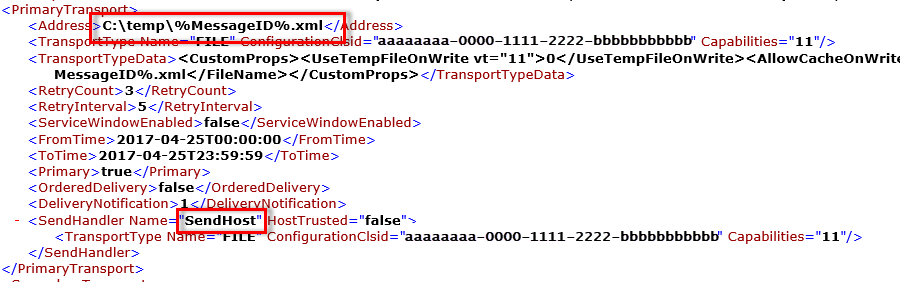 <PrimaryTransport>
<Address>C:\temp\%MessageID%.xml</Address>
<TransportType Name="FILE" ConfigurationClsid="aaaaaaaa-0000-1111-2222-bbbbbbbbbbbb" Capabilities="11"/>
<TransportTypeData><CustomProps><UseTempFileOnWrite vt="11">0</UseTempFileOnWrite><AllowCacheOnWrite
MessageID%.xml</FileName></CustomProps></TransportTypeData>
<RetryCount>3</RetryCount>
<RetryInterval>5</RetryInterval>
<ServiceWindowEnabled>false</ServiceWindowEnabled>
<FromTime>2017-04-25T00:00:00</FromTime>
<ToTime>2017-04-25T23:59:59</ToTime>
<Primary>true</Primary>
<OrderedDelivery>false</OrderedDelivery>
<DeliveryNotification>1</DeliveryNotification>
- <SendHandler Name="SendHost" HostTrusted="false">
<TransportType Name="FILE" ConfigurationClsid="aaaaaaaa-0000-1111-2222-bbbbbbbbbbbb" Capabilities="11"/>
</SendHandler>
</PrimaryTransport>